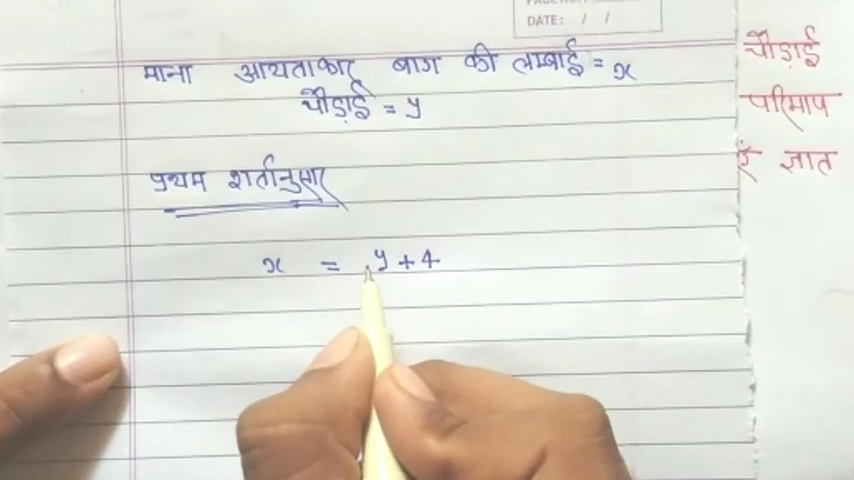 DATE: / /
माना आयताकार बाग की लम्बाई = x
चौड़ाई = y
प्रथम शर्तानुसार
x = y + 4
चौड़ाई
परिमाप
ज्ञात